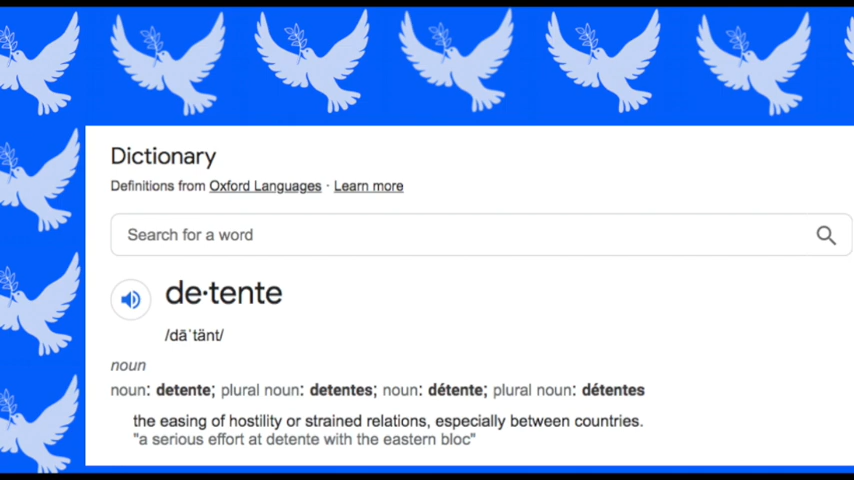 Dictionary
Definitions from Oxford Languages · Learn more
Search for a word
de·tente
/dāˈtänt/
noun
noun: detente; plural noun: detentes; noun: détente; plural noun: détentes
the easing of hostility or strained relations, especially between countries.
"a serious effort at detente with the eastern bloc"